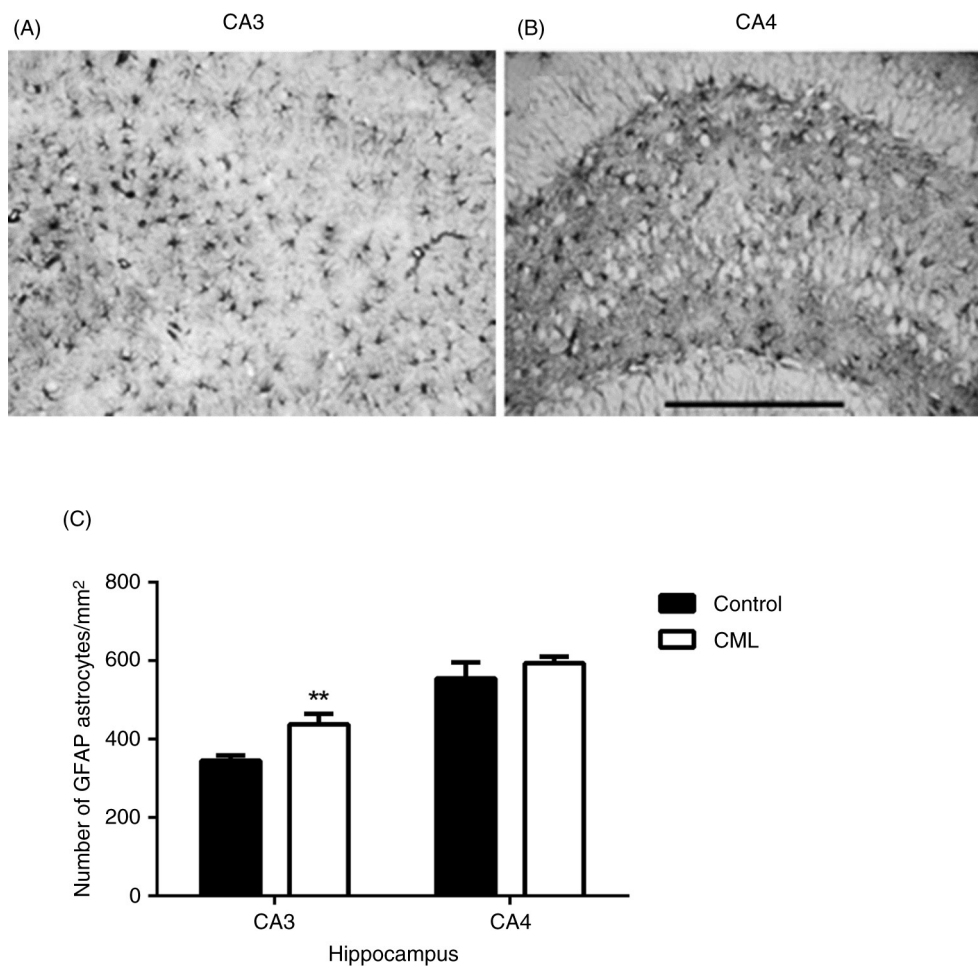 (A) CA3 (B) CA4
(C)
Number of GFAP astrocytes/mm²
800
600
400
200
0
**
CA3 CA4
Hippocampus
Control
CML